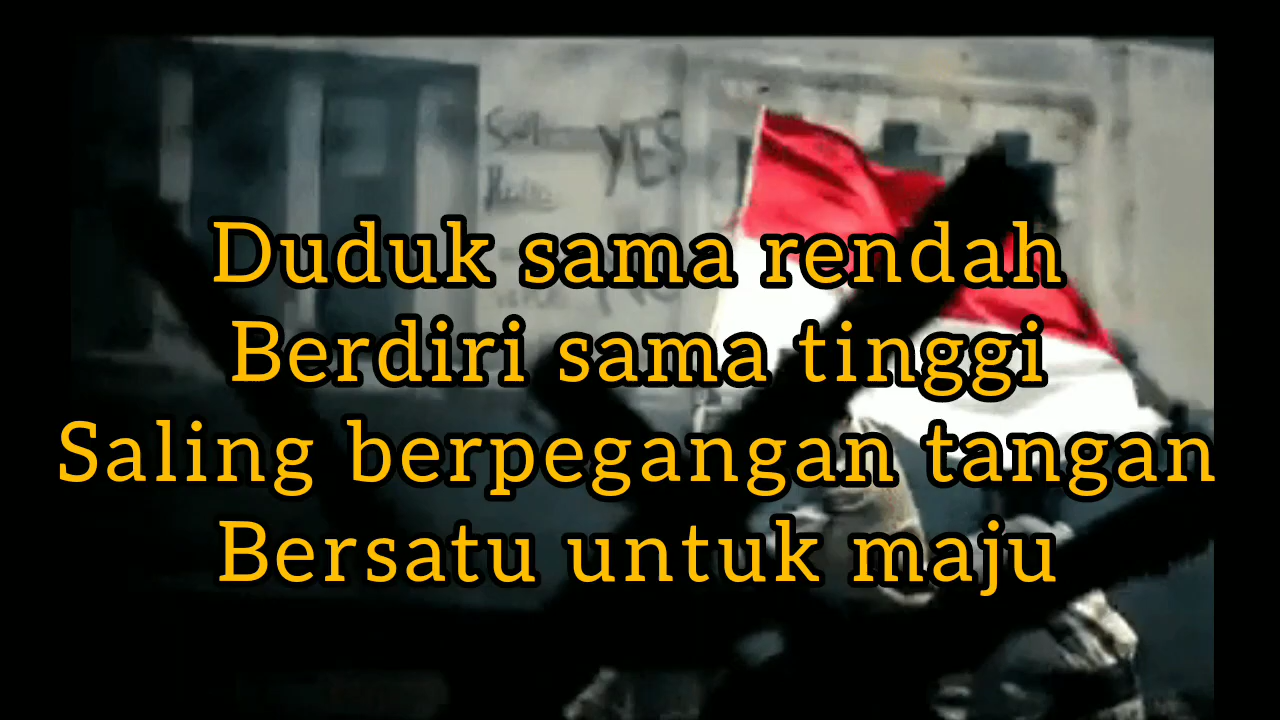 YES
Duduk sama rendah
Berdiri sama tinggi
Saling berpegangan tangan
Bersatu untuk maju